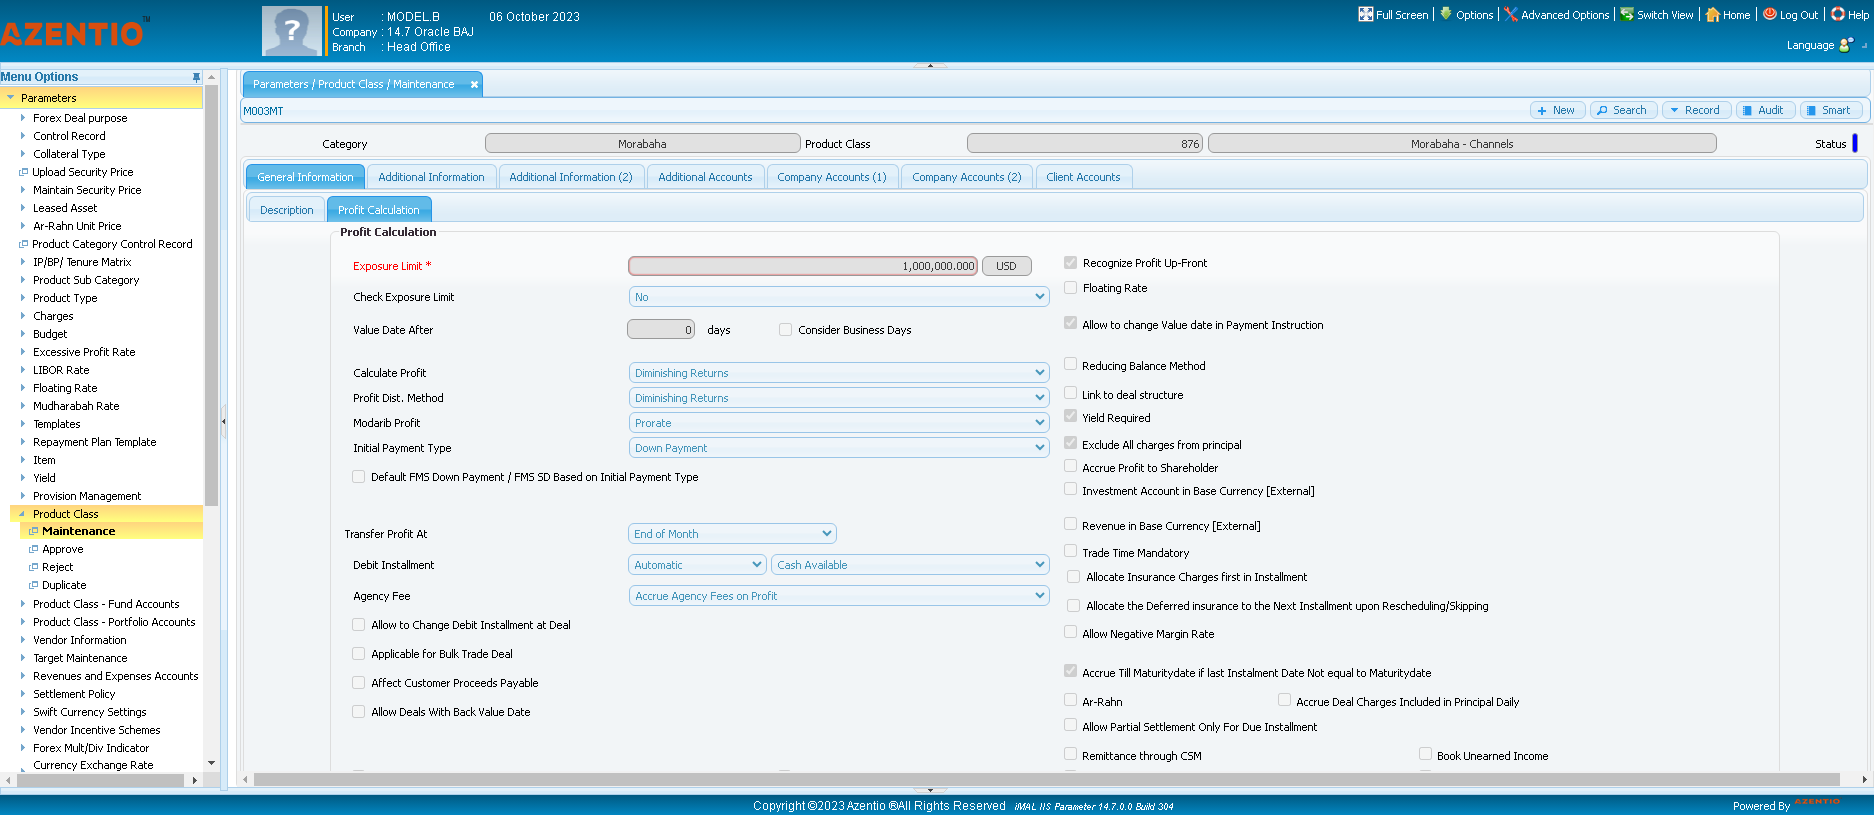 AZENTIO™
User : MODEL.B 06 October 2023
Company : 14.7 Oracle BAJ
Branch : Head Office
Full Screen Options Advanced Options Switch View Home Log Out Help
Language
Menu Options
Parameters
Forex Deal purpose
Control Record
Collateral Type
Upload Security Price
Maintain Security Price
Leased Asset
Ar-Rahn Unit Price
Product Category Control Record
IP/BP/ Tenure Matrix
Product Sub Category
Product Type
Charges
Budget
Excessive Profit Rate
LIBOR Rate
Floating Rate
Mudharabah Rate
Templates
Repayment Plan Template
Item
Yield
Provision Management
Product Class
Maintenance
Approve
Reject
Duplicate
Product Class - Fund Accounts
Product Class - Portfolio Accounts
Vendor Information
Target Maintenance
Revenues and Expenses Accounts
Settlement Policy
Swift Currency Settings
Vendor Incentive Schemes
Forex Mult/Div Indicator
Currency Exchange Rate
Parameters / Product Class / Maintenance
M003MT
New Search Record Audit Smart
Category Morabaha Product Class 876 Morabaha - Channels Status
General Information Additional Information Additional Information (2) Additional Accounts Company Accounts (1) Company Accounts (2) Client Accounts
Description Profit Calculation
Profit Calculation
Exposure Limit * 1,000,000.000 USD
Check Exposure Limit No
Value Date After 0 days Consider Business Days
Calculate Profit Diminishing Returns
Profit Dist. Method Diminishing Returns
Modarib Profit Prorate
Initial Payment Type Down Payment
Default FMS Down Payment / FMS SD Based on Initial Payment Type
Transfer Profit At End of Month
Debit Installment Automatic Cash Available
Agency Fee Accrue Agency Fees on Profit
Allow to Change Debit Installment at Deal
Applicable for Bulk Trade Deal
Affect Customer Proceeds Payable
Allow Deals With Back Value Date
Recognize Profit Up-Front
Floating Rate
Allow to change Value date in Payment Instruction
Reducing Balance Method
Link to deal structure
Yield Required
Exclude All charges from principal
Accrue Profit to Shareholder
Investment Account in Base Currency [External]
Revenue in Base Currency [External]
Trade Time Mandatory
Allocate Insurance Charges first in Installment
Allocate the Deferred insurance to the Next Installment upon Rescheduling/Skipping
Allow Negative Margin Rate
Accrue Till Maturitydate if last Instalment Date Not equal to Maturitydate
Ar-Rahn Accrue Deal Charges Included in Principal Daily
Allow Partial Settlement Only For Due Installment
Remittance through CSM Book Unearned Income
Copyright ©2023 Azentio ®All Rights Reserved iMAL IIS Parameter 14.7.0.0 Build 304
Powered By AZENTIO